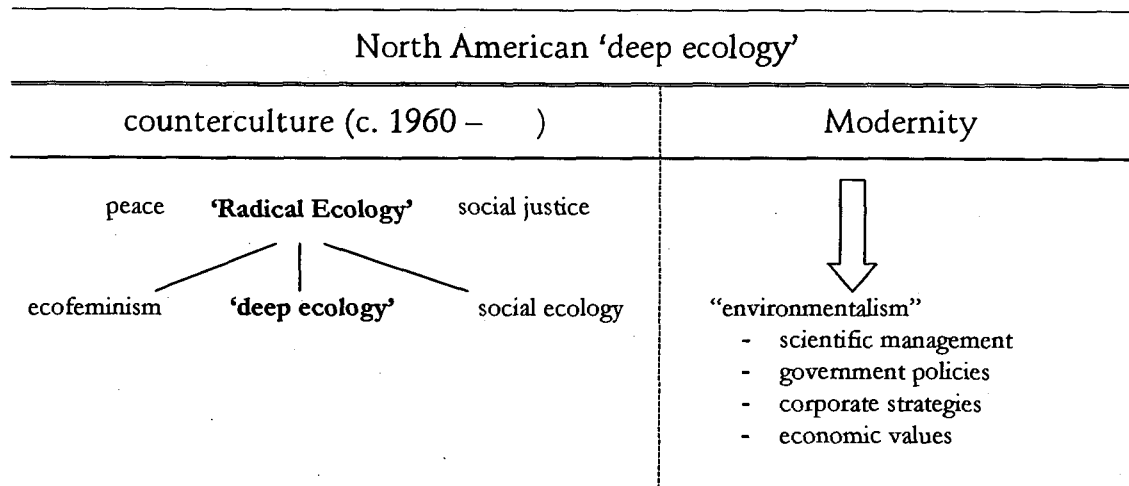 North American ‘deep ecology’
counterculture (c. 1960 –     )
Modernity
peace ‘Radical Ecology’ social justice
ecofeminism ‘deep ecology’ social ecology
“environmentalism”
- scientific management
- government policies
- corporate strategies
- economic values